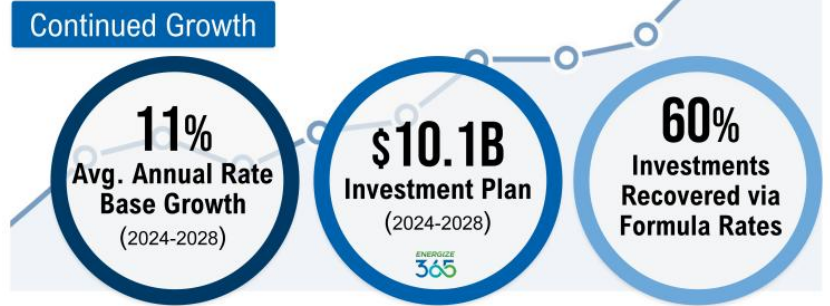 Continued Growth
11%
Avg. Annual Rate
Base Growth
(2024-2028)
$10.1B
Investment Plan
(2024-2028)
ENERGIZE
365
60%
Investments
Recovered via
Formula Rates